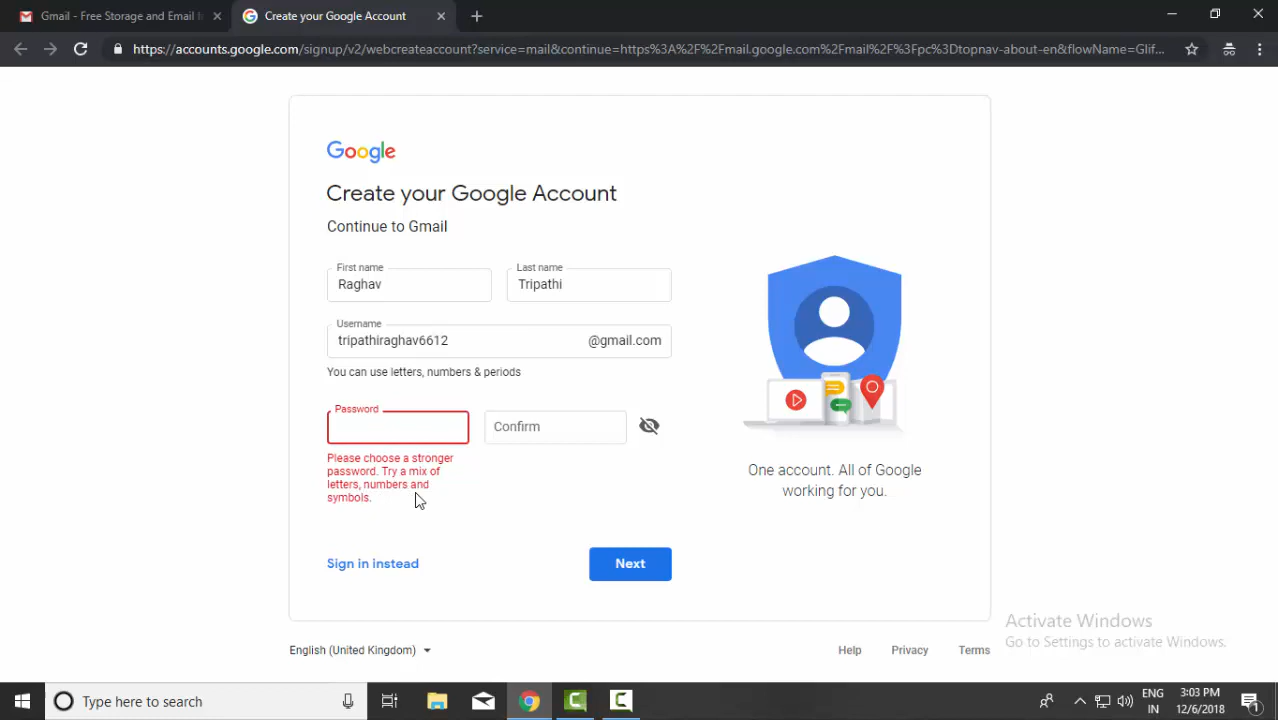 Gmail - Free Storage and Email
Create your Google Account
https://accounts.google.com/signup/v2/webcreateaccount?service=mail&continue=https%3A%2F%2Fmail.google.com%2Fmail%2F%3Fpc%3Dtopnav-about-en&flowName=Glif...
Google
Create your Google Account
Continue to Gmail
First name
Last name
Raghav
Tripathi
Username
tripathiraghav6612
@gmail.com
You can use letters, numbers & periods
Password
Confirm
Please choose a stronger
password. Try a mix of
letters, numbers and
symbols.
One account. All of Google
working for you.
Sign in instead
Next
Activate Windows
Go to Settings to activate Windows.
English (United Kingdom)
Help
Privacy
Terms
Type here to search
ENG
IN
3:03 PM
12/6/2018
1